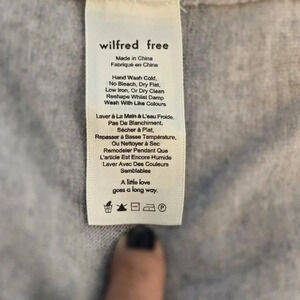 wilfred free
Made in China
Fabriqué en China
Hand Wash Cold,
No Bleach, Dry Flat,
Low Iron, Or Dry Clean
Reshape Whilst Damp
Wash With Like Colours
Laver À La Main À L'eau Froide,
Pas De Blanchiment,
Sécher À Plat,
Repasser À Basse Température,
Ou Nettoyer À Sec
Remodeler Pendant Que
L'article Est Encore Humide
Laver Avec Des Couleurs
Semblables
A little love
goes a long way.